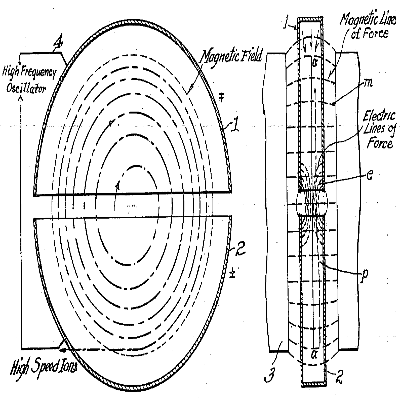 4
High Frequency
Oscillator
Magnetic Field
1
2
High Speed Ions
1
Magnetic Lines
of Force
a
m
Electric
Lines of
Force
e
p
a
3
2